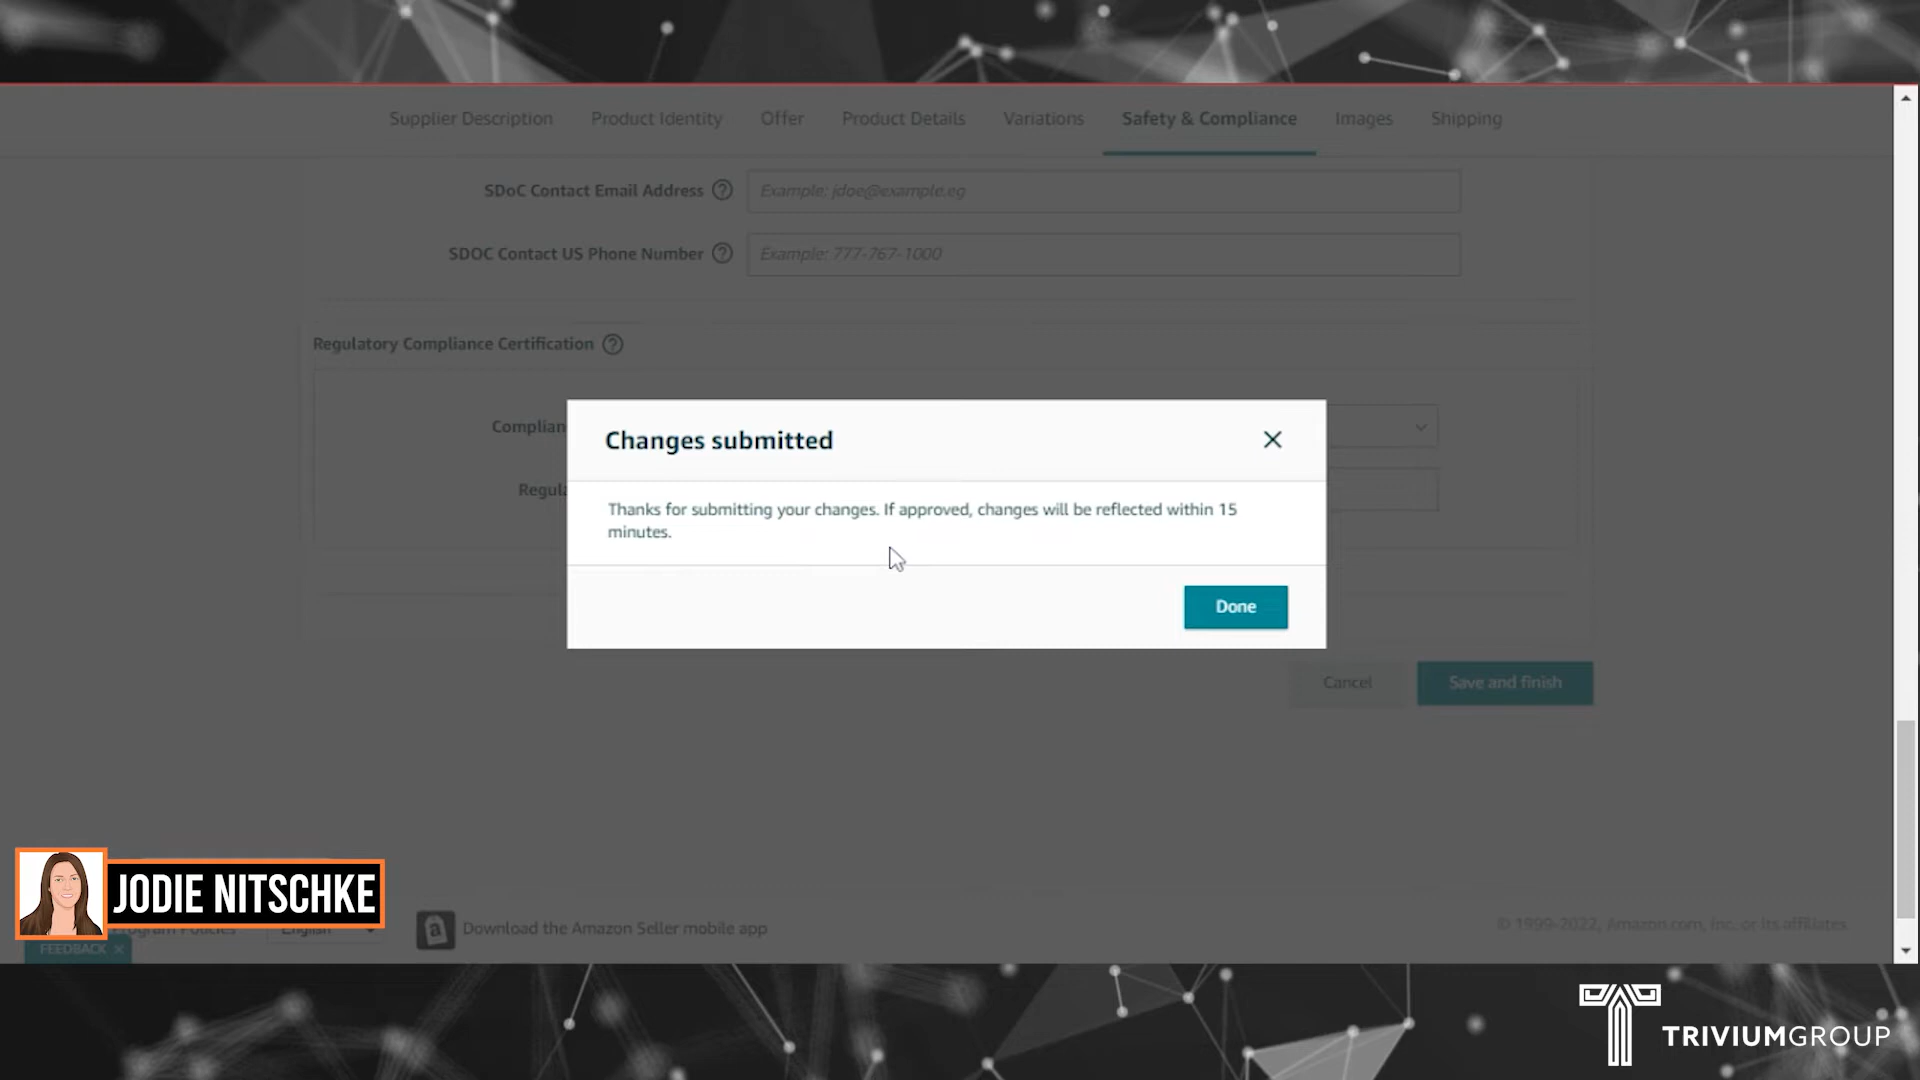 Supplier Description Product Identity Offer Product Details Variations Safety & Compliance Images Shipping
SDoC Contact Email Address ? Example: jdoe@example.eg
SDOC Contact US Phone Number ? Example: 777-767-1000
Regulatory Compliance Certification ?
Complian
Regula
Changes submitted
Thanks for submitting your changes. If approved, changes will be reflected within 15
minutes.
Done
Cancel Save and finish
JODIE NITSCHKE
Program Policies English Download the Amazon Seller mobile app © 1999-2022, Amazon.com, Inc. or its affiliates
FEEDBACK ×
TRIVIUMGROUP